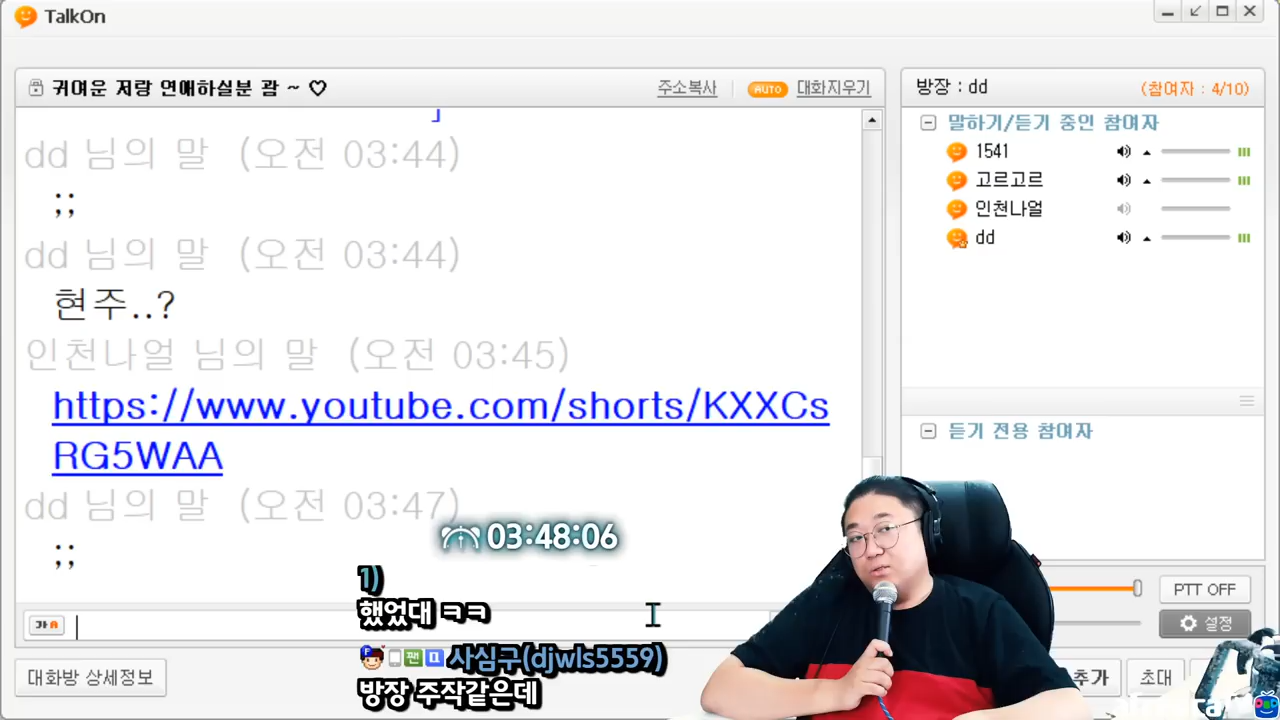 TalkOn
귀여운 저랑 연애하실분 괌 ~ ♡
주소복사
AUTO
대화지우기
dd 님의 말 (오전 03:44)
;;
dd 님의 말 (오전 03:44)
현주..?
인천나얼 님의 말 (오전 03:45)
https://www.youtube.com/shorts/KXXCs
RG5WAA
dd 님의 말 (오전 03:47)
;;
방장 : dd
(참여자 : 4/10)
말하기/듣기 중인 참여자
1541
고르고르
인천나얼
dd
듣기 전용 참여자
PTT OFF
설정
추가
초대
대화방 상세정보
가A
03:48:06
1)
했었대 ㅋㅋ
F 팬 사심구(djwls5559)
방장 주작같은데